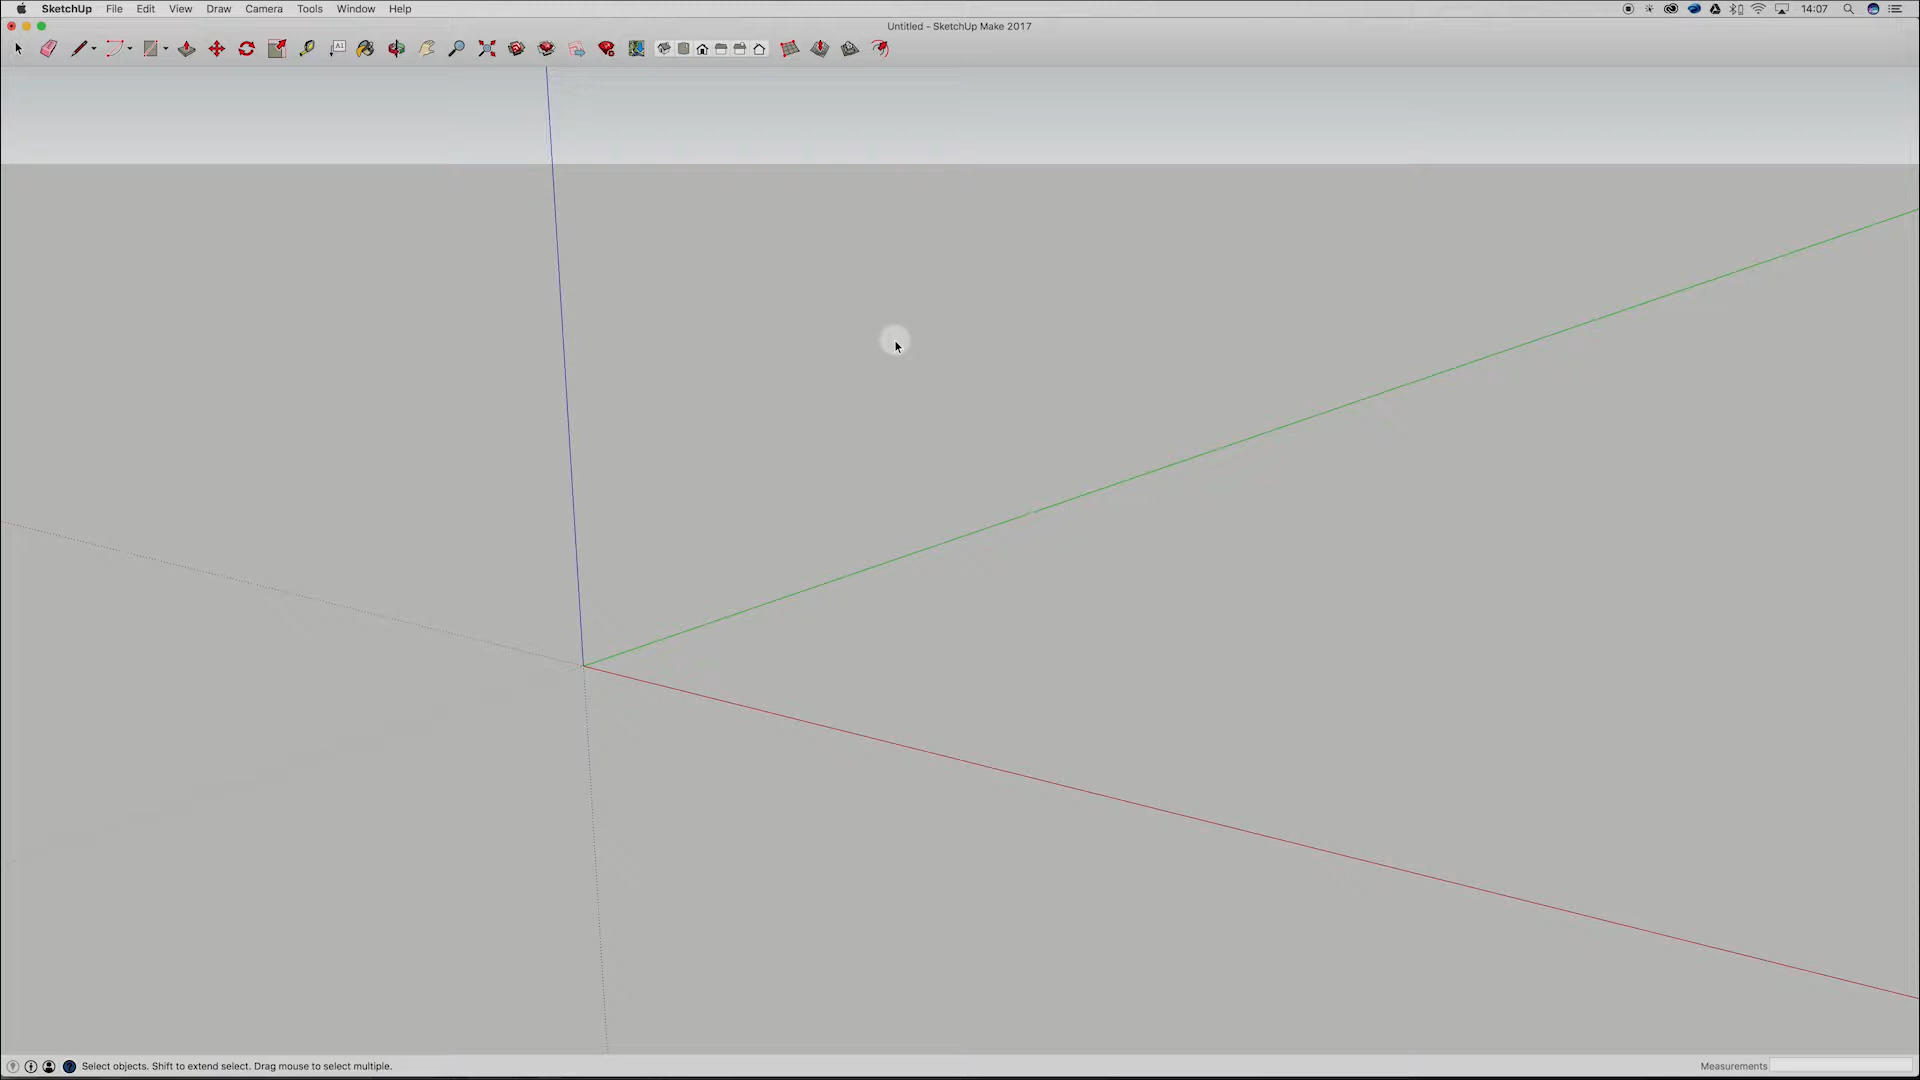 SketchUp File Edit View Draw Camera Tools Window Help 14:07
Untitled - SketchUp Make 2017
A1
Select objects. Shift to extend select. Drag mouse to select multiple. Measurements